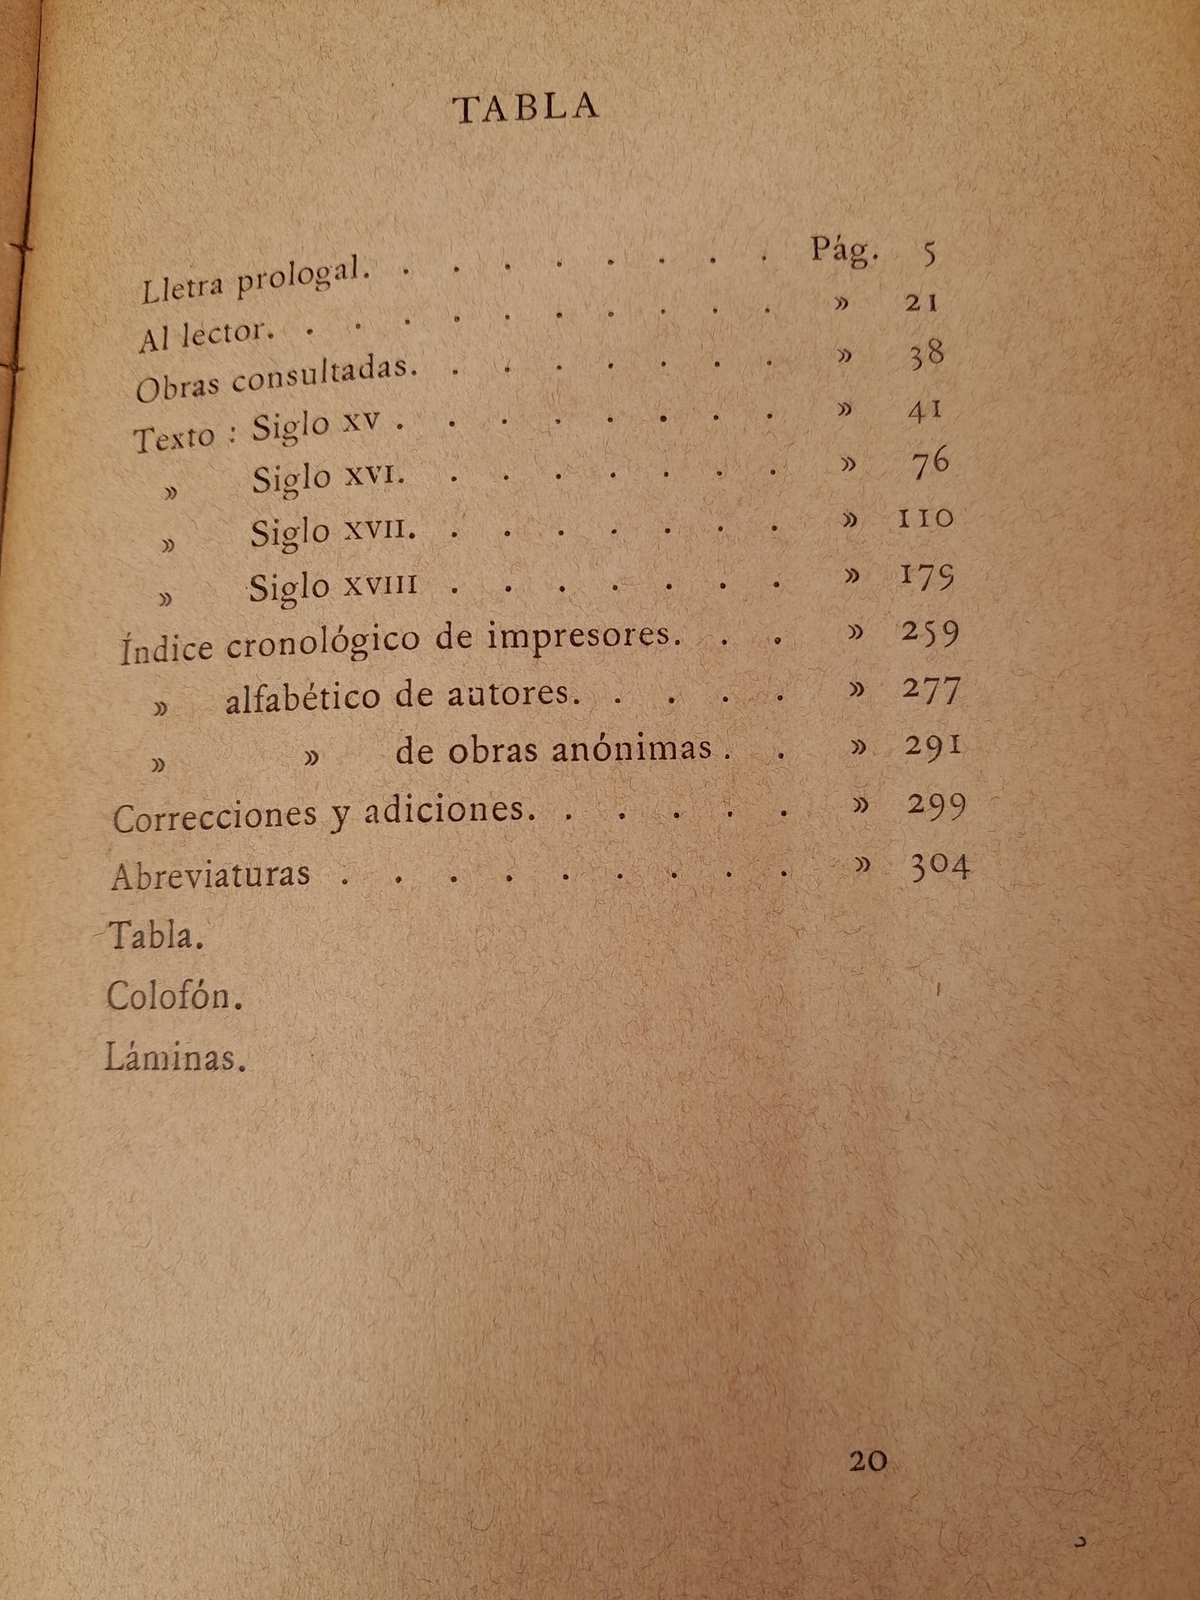 TABLA
Lletra prologal. . . . . . . . . Pág. 5
Al lector. . . . . . . . . . . » 21
Obras consultadas. . . . . . . . » 38
Texto : Siglo XV . . . . . . . . » 41
» Siglo XVI. . . . . . . . » 76
» Siglo XVII. . . . . . . . » 110
» Siglo XVIII . . . . . . . » 179
Índice cronológico de impresores. . . . » 259
» alfabético de autores. . . . . » 277
» » de obras anónimas . . » 291
Correcciones y adiciones. . . . . . » 299
Abreviaturas . . . . . . . . . » 304
Tabla.
Colofón.
Láminas.
20